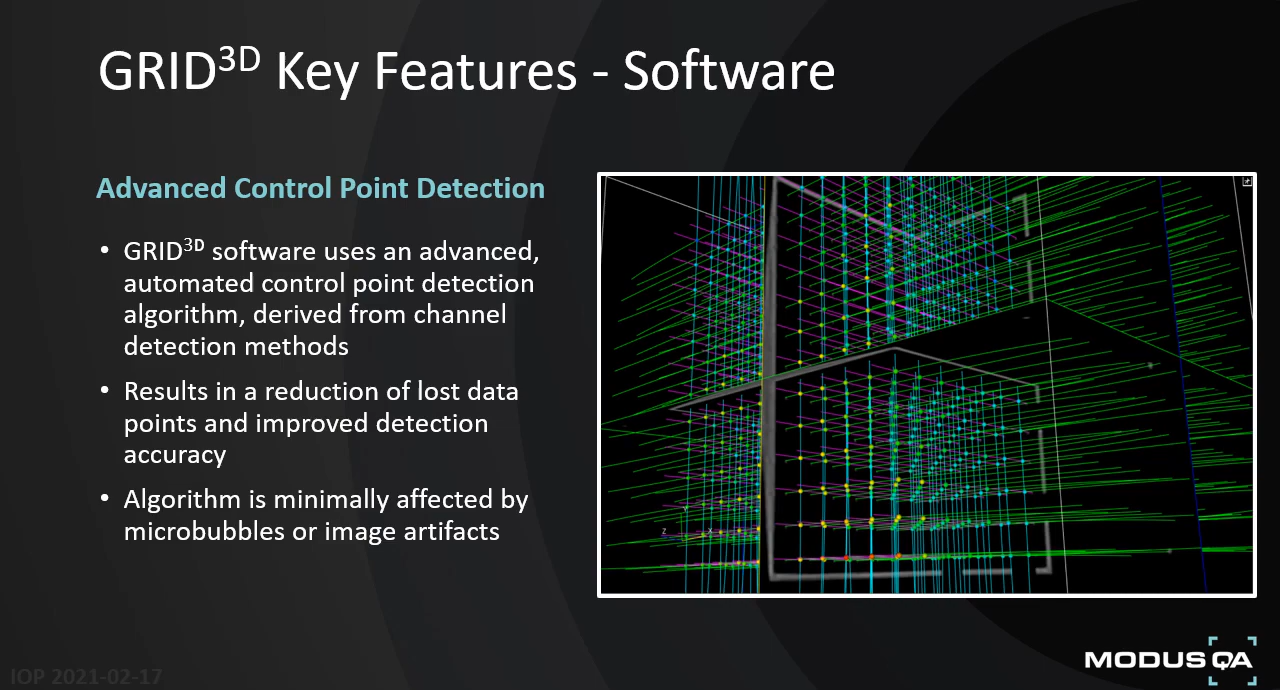 GRID3D Key Features - Software
Advanced Control Point Detection
• GRID3D software uses an advanced,
automated control point detection
algorithm, derived from channel
detection methods
• Results in a reduction of lost data
points and improved detection
accuracy
• Algorithm is minimally affected by
microbubbles or image artifacts
Y
Z
X
MODUS QA
IOP 2021-02-17